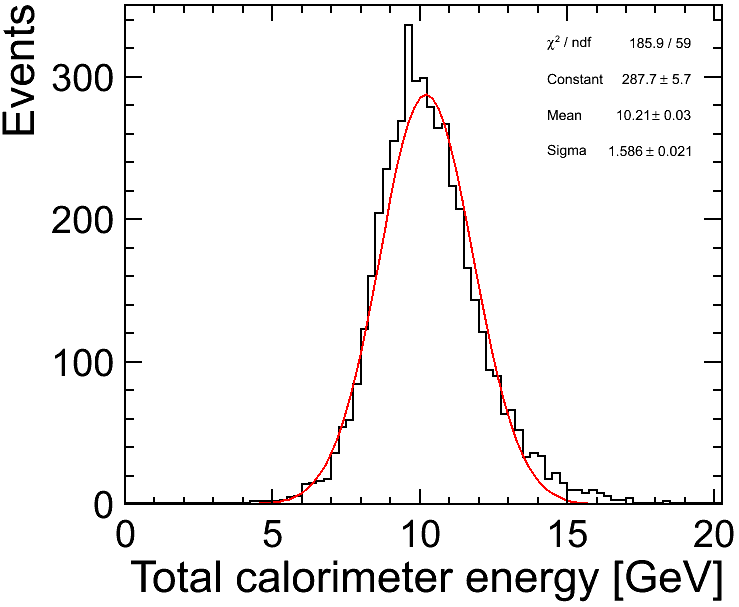 Events
300
200
100
0
χ² / ndf 185.9 / 59
Constant 287.7 ± 5.7
Mean 10.21 ± 0.03
Sigma 1.586 ± 0.021
0 5 10 15 20
Total calorimeter energy [GeV]